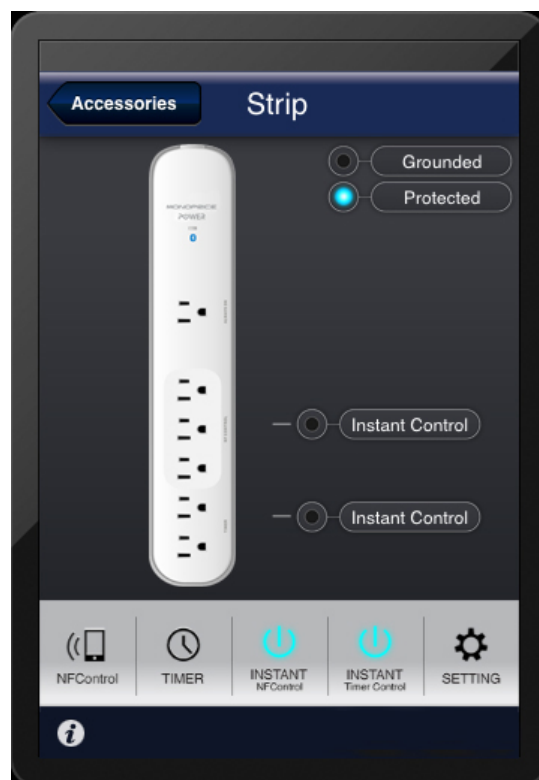 Accessories
Strip
Grounded
Protected
MONOPRICE
POWER
Instant Control
Instant Control
NFControl
TIMER
INSTANT
NFControl
INSTANT
Timer Control
SETTING